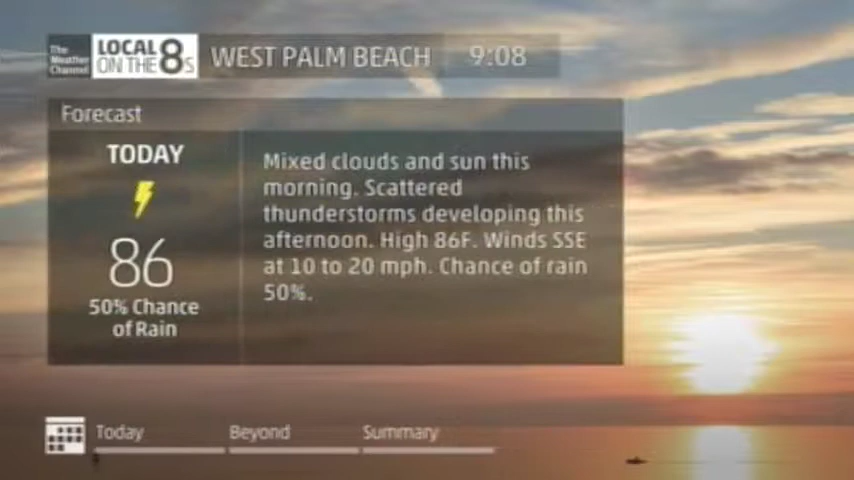 The Weather Channel
LOCAL ON THE 8s
WEST PALM BEACH
9:08
Forecast
TODAY
86
50% Chance
of Rain
Mixed clouds and sun this
morning. Scattered
thunderstorms developing this
afternoon. High 86F. Winds SSE
at 10 to 20 mph. Chance of rain
50%.
Today
Beyond
Summary